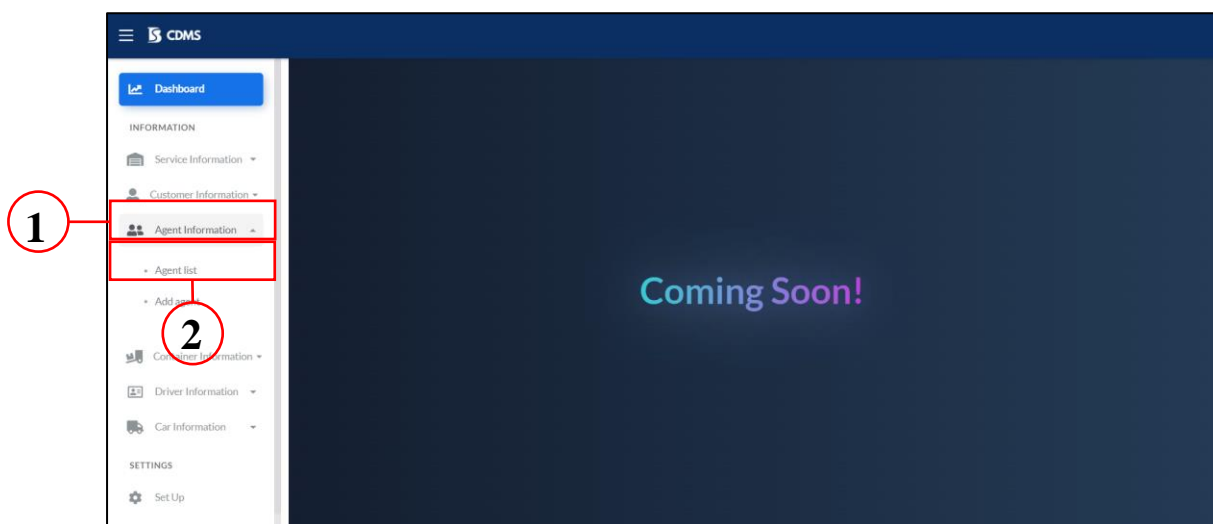 CDMS
Dashboard
INFORMATION
Service Information
Customer Information
1
Agent Information
Agent list
Add agent
2
Container Information
Driver Information
Car Information
SETTINGS
Set Up
Coming Soon!